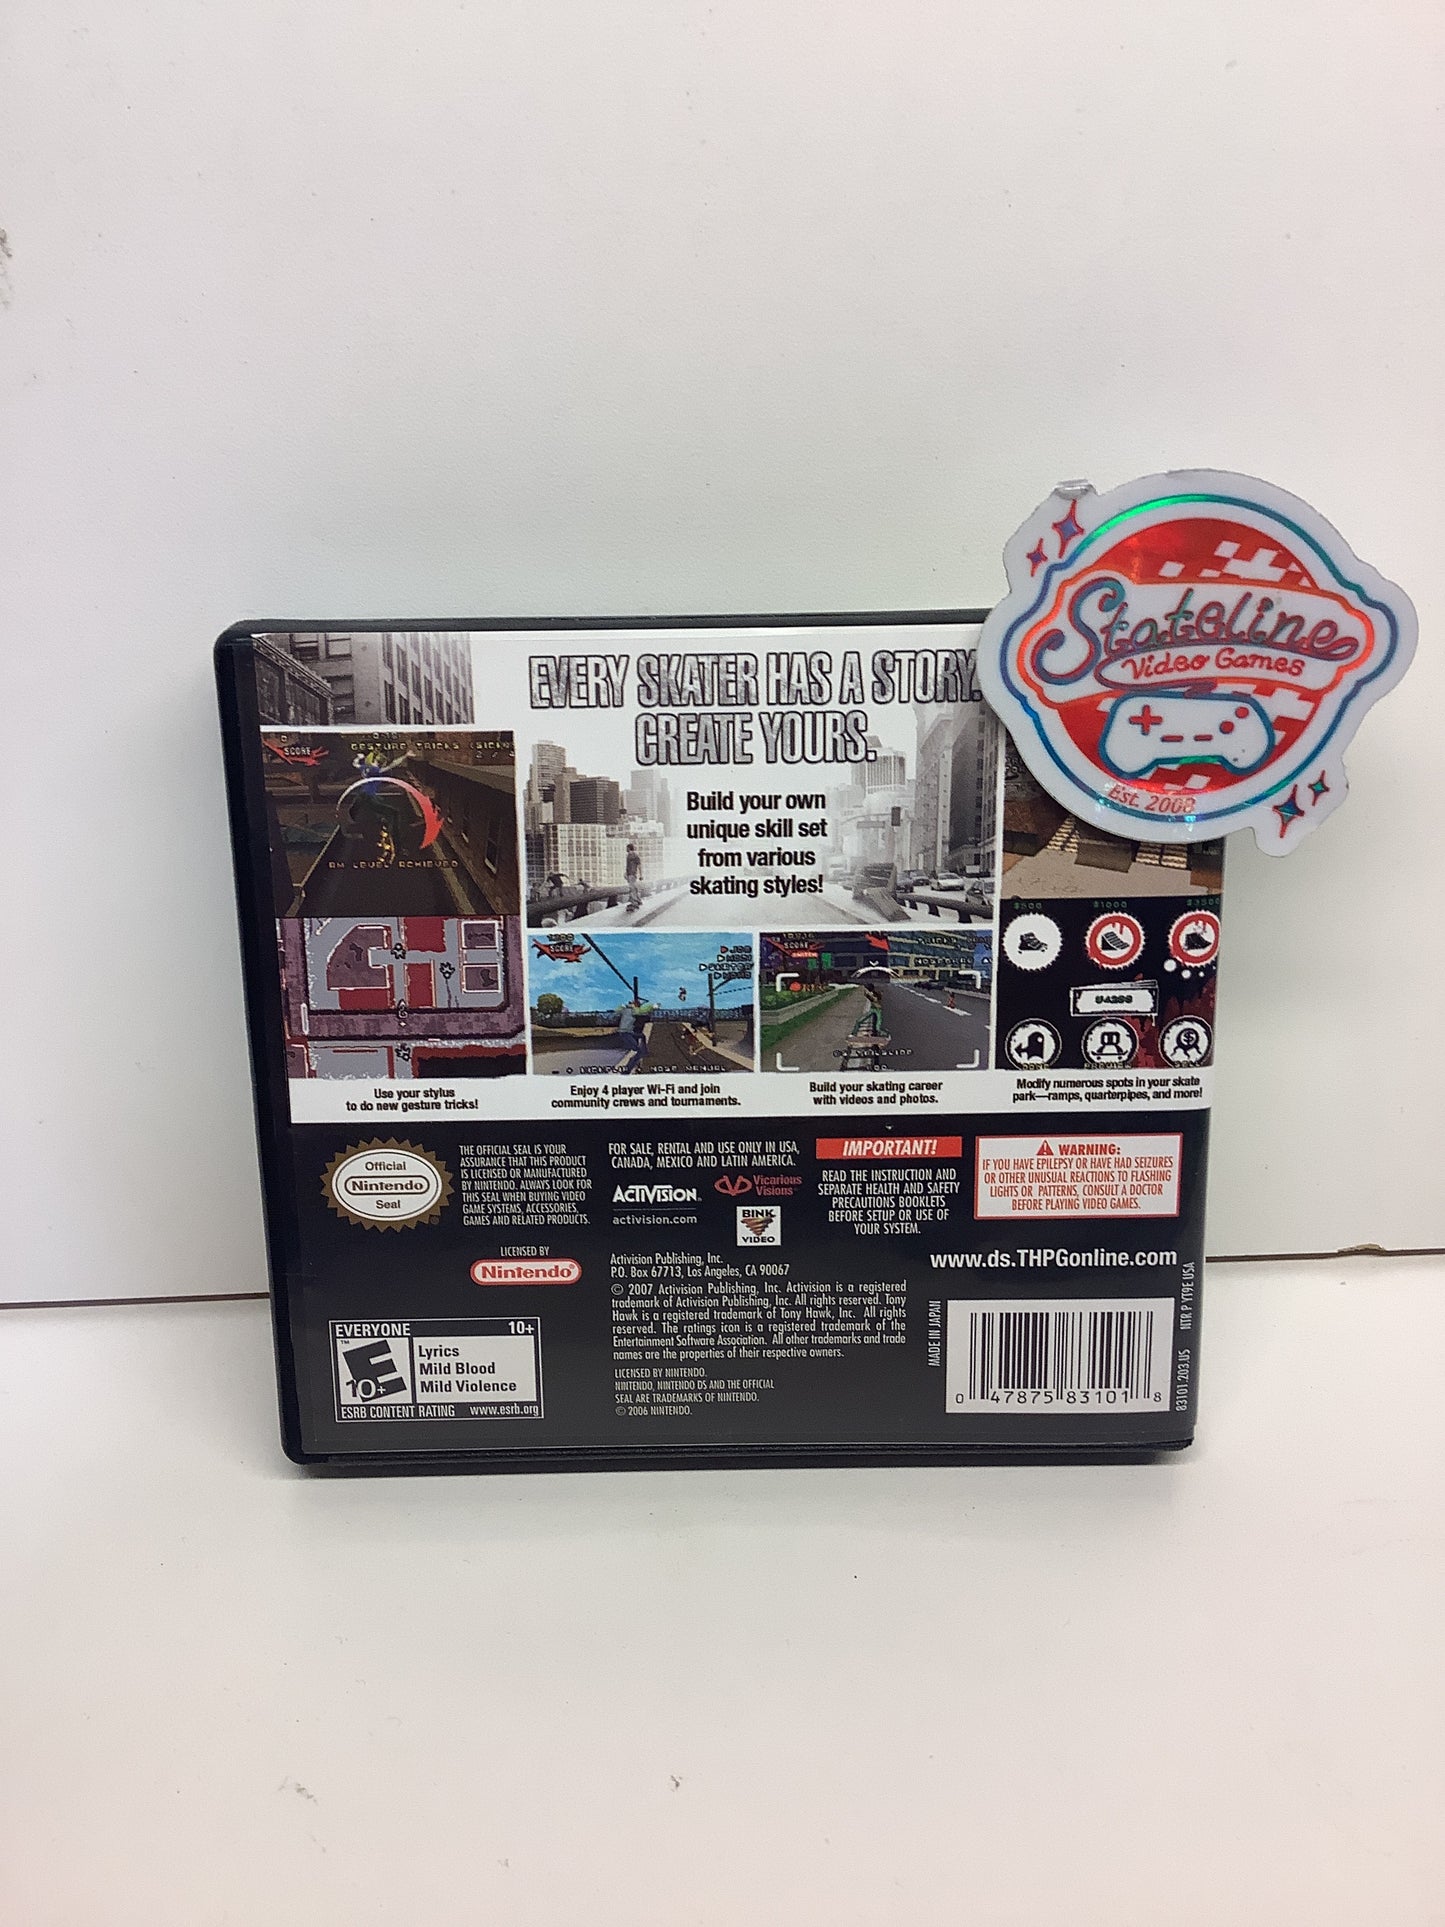 EVERY SKATER HAS A STORY.
CREATE YOURS.
Stateline
Video Games
EST. 2008
Build your own
unique skill set
from various
skating styles!
SCORE
GESTURE TRICKS
AM LEVEL ACHIEVED
SCORE
SCORE
$500
$1000
Use your stylus
to do new gesture tricks!
Enjoy 4 player Wi-Fi and join
community crews and tournaments.
Build your skating career
with videos and photos.
Modify numerous spots in your skate
park—ramps, quarterpipes, and more!
Official
Nintendo
Seal
THE OFFICIAL SEAL IS YOUR
ASSURANCE THAT THIS PRODUCT
IS LICENSED OR MANUFACTURED
BY NINTENDO. ALWAYS LOOK FOR
THIS SEAL WHEN BUYING VIDEO
GAME SYSTEMS, ACCESSORIES,
GAMES AND RELATED PRODUCTS.
LICENSED BY
Nintendo
FOR SALE, RENTAL AND USE ONLY IN USA,
CANADA, MEXICO AND LATIN AMERICA.
ACTIVISION.
activision.com
Vicarious
Visions
BINK
VIDEO
IMPORTANT!
READ THE INSTRUCTION AND
SEPARATE HEALTH AND SAFETY
PRECAUTIONS BOOKLETS
BEFORE SETUP OR USE OF
YOUR SYSTEM.
WARNING:
IF YOU HAVE EPILEPSY OR HAVE HAD SEIZURES
OR OTHER UNUSUAL REACTIONS TO FLASHING
LIGHTS OR PATTERNS, CONSULT A DOCTOR
BEFORE PLAYING VIDEO GAMES.
www.ds.THPGonline.com
Activision Publishing, Inc.
P.O. Box 67713, Los Angeles, CA 90067
© 2007 Activision Publishing, Inc. Activision is a registered
trademark of Activision Publishing, Inc. All rights reserved. Tony
Hawk is a registered trademark of Tony Hawk, Inc. All rights
reserved. The ratings icon is a registered trademark of the
Entertainment Software Association. All other trademarks and trade
names are the properties of their respective owners.
LICENSED BY NINTENDO.
NINTENDO, NINTENDO DS AND THE OFFICIAL
SEAL ARE TRADEMARKS OF NINTENDO.
© 2006 NINTENDO.
EVERYONE 10+
E
10+
Lyrics
Mild Blood
Mild Violence
ESRB CONTENT RATING www.esrb.org
MADE IN JAPAN
0 47875 83101 8
83101.203.US NTR P YT9E USA